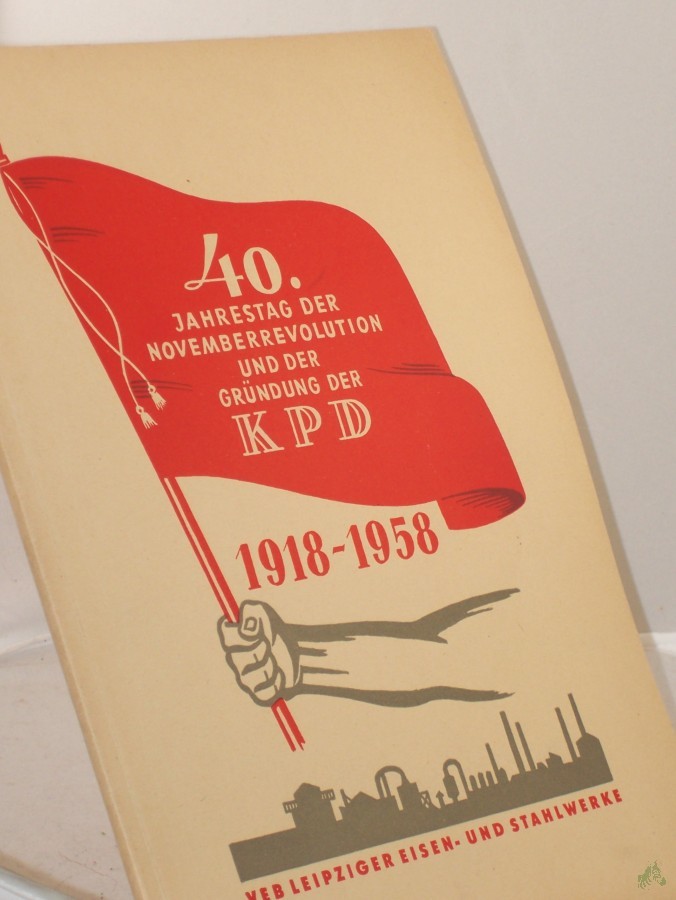 40.
JAHRESTAG DER
NOVEMBERREVOLUTION
UND DER
GRÜNDUNG DER
KPD
1918-1958
VEB LEIPZIGER EISEN- UND STAHLWERKE